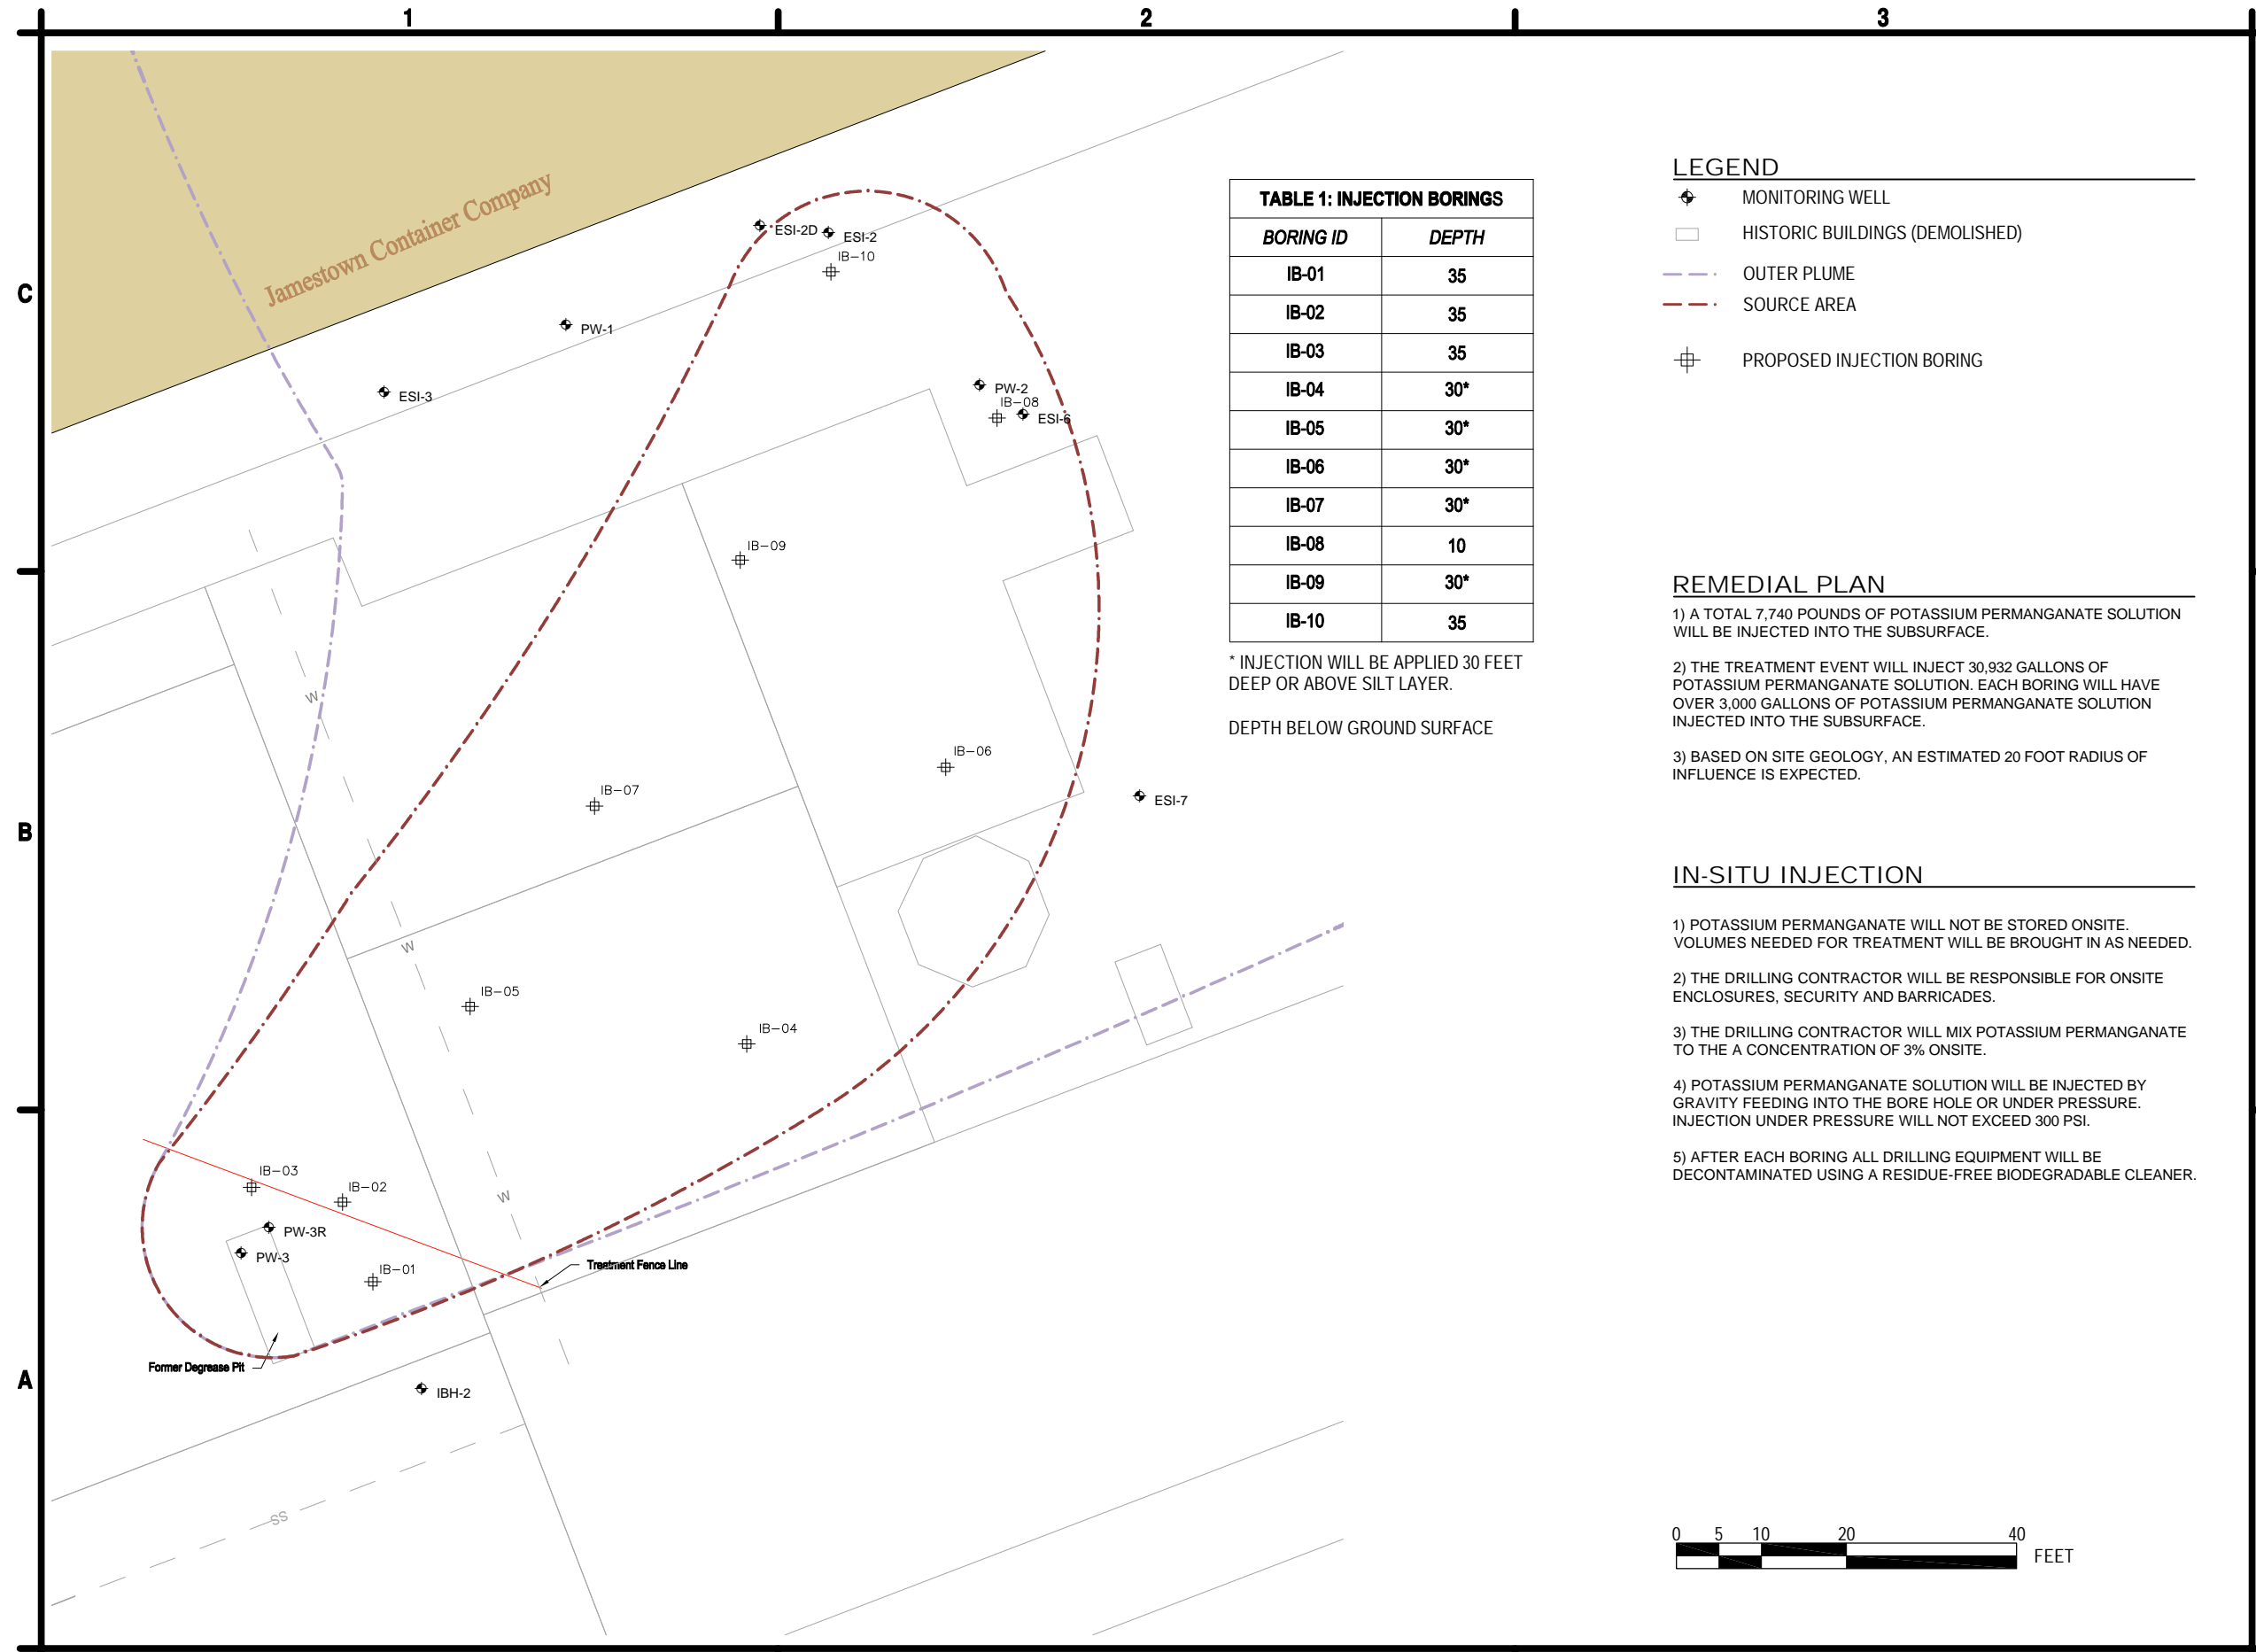 1 2 3
C
B
A
Jamestown Container Company
ESI-2D
ESI-2
IB-10
PW-1
ESI-3
PW-2
IB-08
ESI-6
IB-09
W
IB-07
IB-06
ESI-7
W
IB-05
IB-04
IB-03
IB-02
W
PW-3R
PW-3
IB-01
Treatment Fence Line
Former Degrease Pit
IBH-2
SS
TABLE 1: INJECTION BORINGS
BORING ID DEPTH
IB-01 35
IB-02 35
IB-03 35
IB-04 30*
IB-05 30*
IB-06 30*
IB-07 30*
IB-08 10
IB-09 30*
IB-10 35
* INJECTION WILL BE APPLIED 30 FEET
DEEP OR ABOVE SILT LAYER.
DEPTH BELOW GROUND SURFACE
LEGEND
MONITORING WELL
HISTORIC BUILDINGS (DEMOLISHED)
OUTER PLUME
SOURCE AREA
PROPOSED INJECTION BORING
REMEDIAL PLAN
1) A TOTAL 7,740 POUNDS OF POTASSIUM PERMANGANATE SOLUTION
WILL BE INJECTED INTO THE SUBSURFACE.
2) THE TREATMENT EVENT WILL INJECT 30,932 GALLONS OF
POTASSIUM PERMANGANATE SOLUTION. EACH BORING WILL HAVE
OVER 3,000 GALLONS OF POTASSIUM PERMANGANATE SOLUTION
INJECTED INTO THE SUBSURFACE.
3) BASED ON SITE GEOLOGY, AN ESTIMATED 20 FOOT RADIUS OF
INFLUENCE IS EXPECTED.
IN-SITU INJECTION
1) POTASSIUM PERMANGANATE WILL NOT BE STORED ONSITE.
VOLUMES NEEDED FOR TREATMENT WILL BE BROUGHT IN AS NEEDED.
2) THE DRILLING CONTRACTOR WILL BE RESPONSIBLE FOR ONSITE
ENCLOSURES, SECURITY AND BARRICADES.
3) THE DRILLING CONTRACTOR WILL MIX POTASSIUM PERMANGANATE
TO THE A CONCENTRATION OF 3% ONSITE.
4) POTASSIUM PERMANGANATE SOLUTION WILL BE INJECTED BY
GRAVITY FEEDING INTO THE BORE HOLE OR UNDER PRESSURE.
INJECTION UNDER PRESSURE WILL NOT EXCEED 300 PSI.
5) AFTER EACH BORING ALL DRILLING EQUIPMENT WILL BE
DECONTAMINATED USING A RESIDUE-FREE BIODEGRADABLE CLEANER.
0 5 10 20 40
FEET